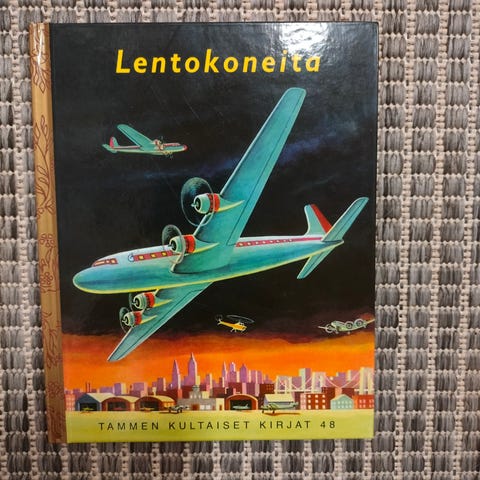 Lentokoneita
TAMMEN KULTAISET KIRJAT 48